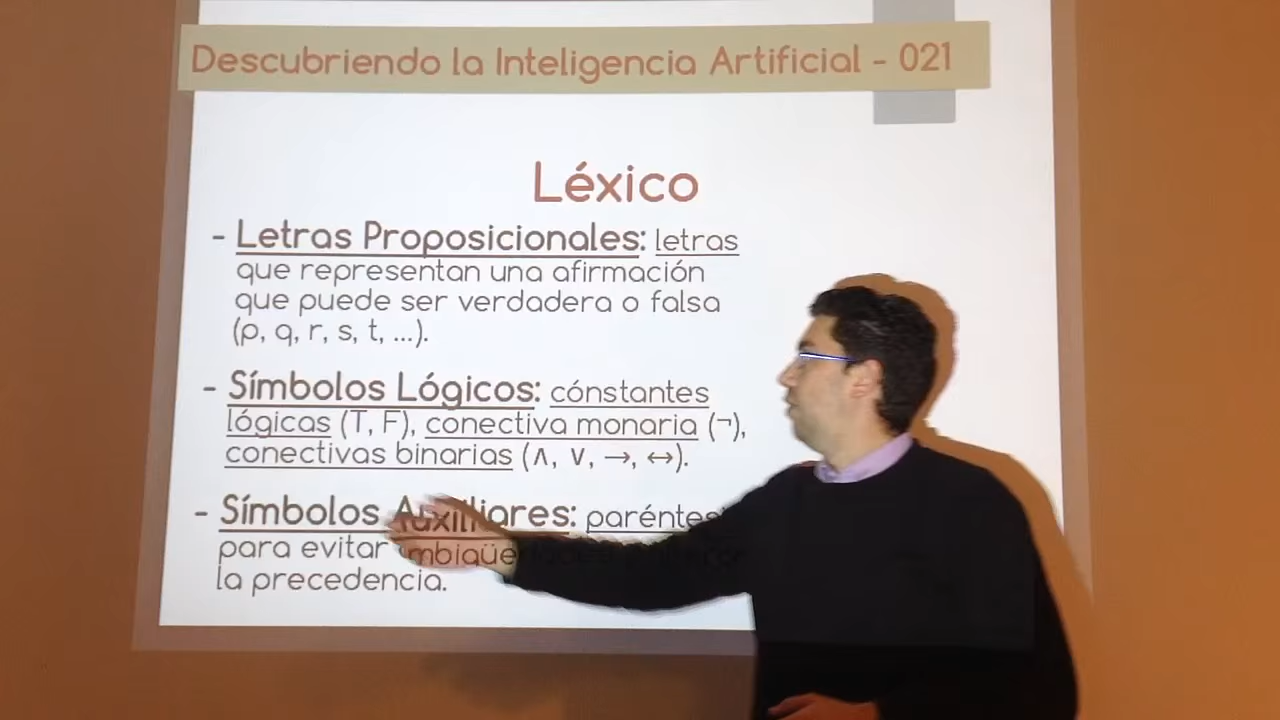 Descubriendo la Inteligencia Artificial - 021
Léxico
- Letras Proposicionales: letras
que representan una afirmación
que puede ser verdadera o falsa
(p, q, r, s, t, ...).
- Símbolos Lógicos: cónstantes
lógicas (T, F), conectiva monaria (¬),
conectivas binarias (∧, ∨, →, ↔).
- Símbolos Auxiliares:
para evitar
la precedencia.